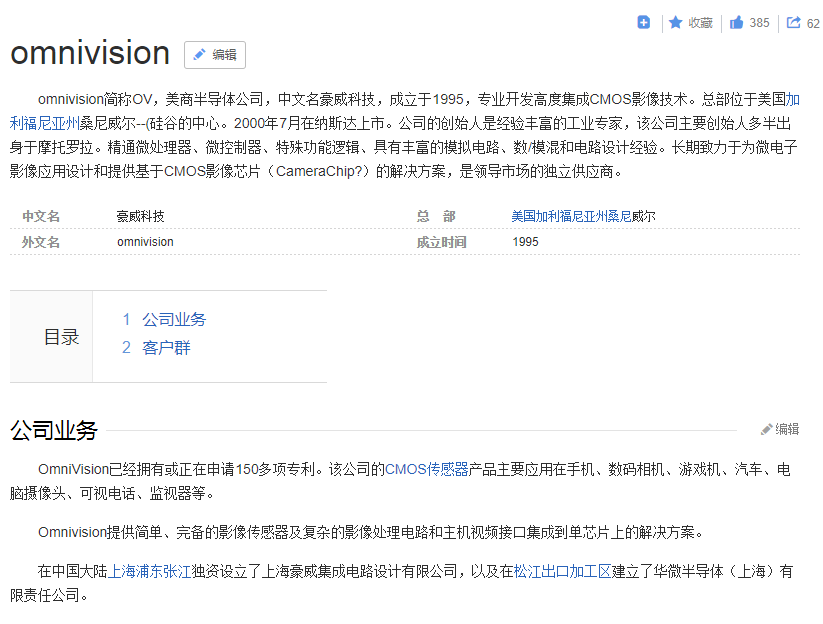 收藏 385 62
omnivision 编辑
omnivision简称OV，美商半导体公司，中文名豪威科技，成立于1995，专业开发高度集成CMOS影像技术。总部位于美国加
利福尼亚州桑尼威尔--(硅谷的中心。2000年7月在纳斯达上市。公司的创始人是经验丰富的工业专家，该公司主要创始人多半出
身于摩托罗拉。精通微处理器、微控制器、特殊功能逻辑、具有丰富的模拟电路、数/模混和电路设计经验。长期致力于为微电子
影像应用设计和提供基于CMOS影像芯片（CameraChip?）的解决方案，是领导市场的独立供应商。
中文名 豪威科技 总 部 美国加利福尼亚州桑尼威尔
外文名 omnivision 成立时间 1995
目录
1 公司业务
2 客户群
公司业务 编辑
OmniVision已经拥有或正在申请150多项专利。该公司的CMOS传感器产品主要应用在手机、数码相机、游戏机、汽车、电
脑摄像头、可视电话、监视器等。
Omnivision提供简单、完备的影像传感器及复杂的影像处理电路和主机视频接口集成到单芯片上的解决方案。
在中国大陆上海浦东张江独资设立了上海豪威集成电路设计有限公司，以及在松江出口加工区建立了华微半导体（上海）有
限责任公司。